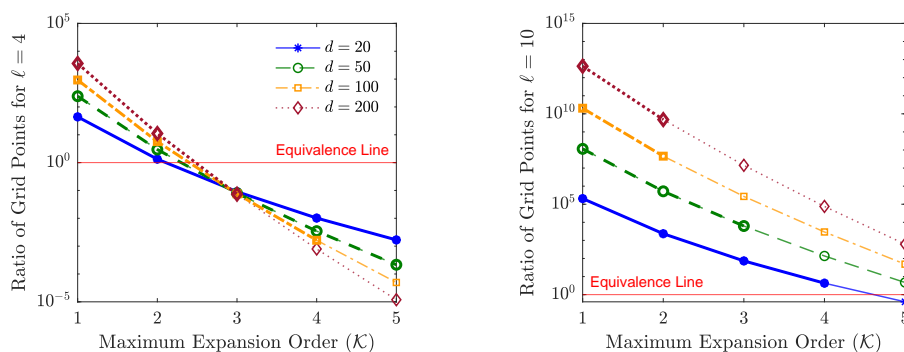 Ratio of Grid Points for ℓ = 4
10^5
10^0
10^-5
d = 20
d = 50
d = 100
d = 200
Equivalence Line
1 2 3 4 5
Maximum Expansion Order (𝒦)
Ratio of Grid Points for ℓ = 10
10^15
10^10
10^5
10^0
Equivalence Line
1 2 3 4 5
Maximum Expansion Order (𝒦)